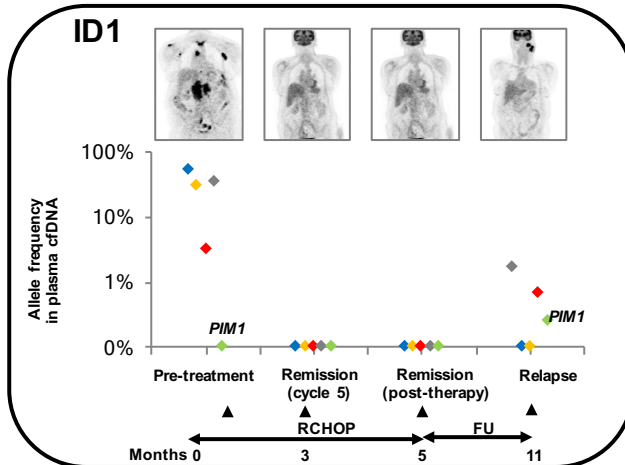 ID1
100%
10%
1%
0%
Allele frequency
in plasma cfDNA
PIM1
PIM1
Pre-treatment
Remission
(cycle 5)
Remission
(post-therapy)
Relapse
RCHOP
FU
Months 0 3 5 11